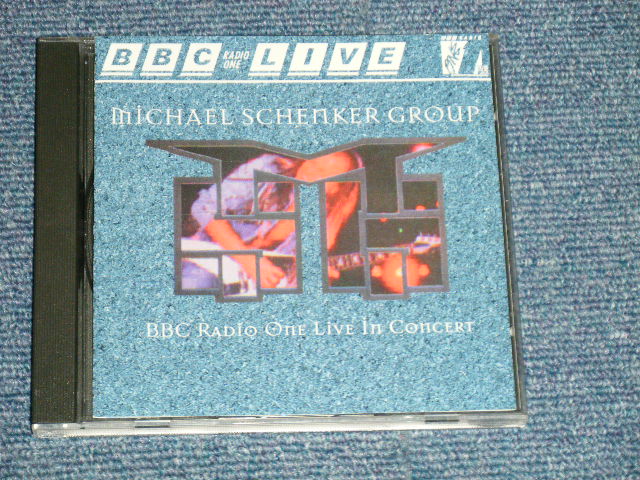 BBC RADIO ONE LIVE
MICHAEL SCHENKER GROUP
BBC RADIO ONE LIVE IN CONCERT